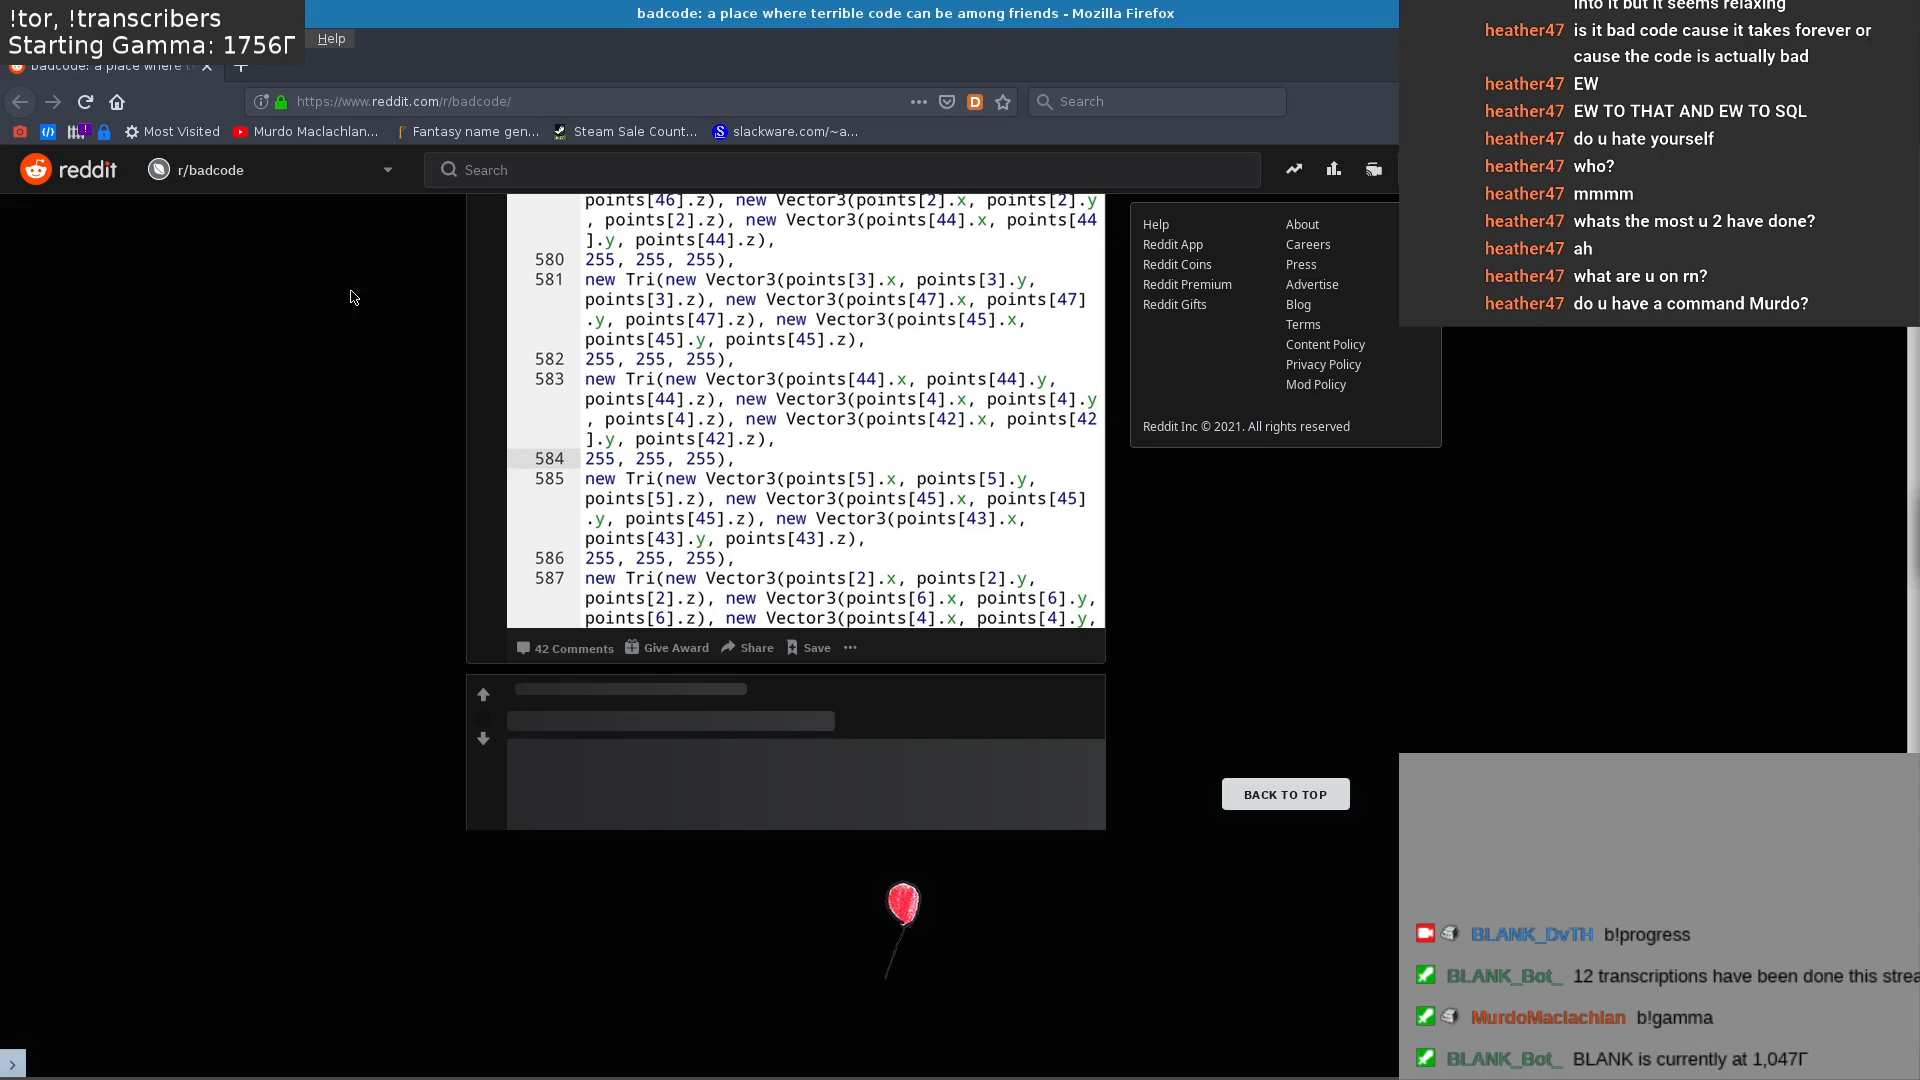 !tor, !transcribers
Starting Gamma: 1756Γ
badcode: a place where terrible code can be among friends - Mozilla Firefox
Help
badcode: a place where t
https://www.reddit.com/r/badcode/
Search
Most Visited
Murdo Maclachlan...
Fantasy name gen...
Steam Sale Count...
slackware.com/~a...
reddit
r/badcode
Search
points[46].z), new Vector3(points[2].x, points[2].y
, points[2].z), new Vector3(points[44].x, points[44
].y, points[44].z),
580 255, 255, 255),
581 new Tri(new Vector3(points[3].x, points[3].y,
points[3].z), new Vector3(points[47].x, points[47]
.y, points[47].z), new Vector3(points[45].x,
points[45].y, points[45].z),
582 255, 255, 255),
583 new Tri(new Vector3(points[44].x, points[44].y,
points[44].z), new Vector3(points[4].x, points[4].y
, points[4].z), new Vector3(points[42].x, points[42
].y, points[42].z),
584 255, 255, 255),
585 new Tri(new Vector3(points[5].x, points[5].y,
points[5].z), new Vector3(points[45].x, points[45]
.y, points[45].z), new Vector3(points[43].x,
points[43].y, points[43].z),
586 255, 255, 255),
587 new Tri(new Vector3(points[2].x, points[2].y,
points[2].z), new Vector3(points[6].x, points[6].y,
points[6].z), new Vector3(points[4].x, points[4].y,
42 Comments
Give Award
Share
Save
Help
Reddit App
Reddit Coins
Reddit Premium
Reddit Gifts
About
Careers
Press
Advertise
Blog
Terms
Content Policy
Privacy Policy
Mod Policy
Reddit Inc © 2021. All rights reserved
BACK TO TOP
into it but it seems relaxing
heather47 is it bad code cause it takes forever or
cause the code is actually bad
heather47 EW
heather47 EW TO THAT AND EW TO SQL
heather47 do u hate yourself
heather47 who?
heather47 mmmm
heather47 whats the most u 2 have done?
heather47 ah
heather47 what are u on rn?
heather47 do u have a command Murdo?
BLANK_DvTH b!progress
BLANK_Bot_ 12 transcriptions have been done this strea
MurdoMaclachlan b!gamma
BLANK_Bot_ BLANK is currently at 1,047Γ